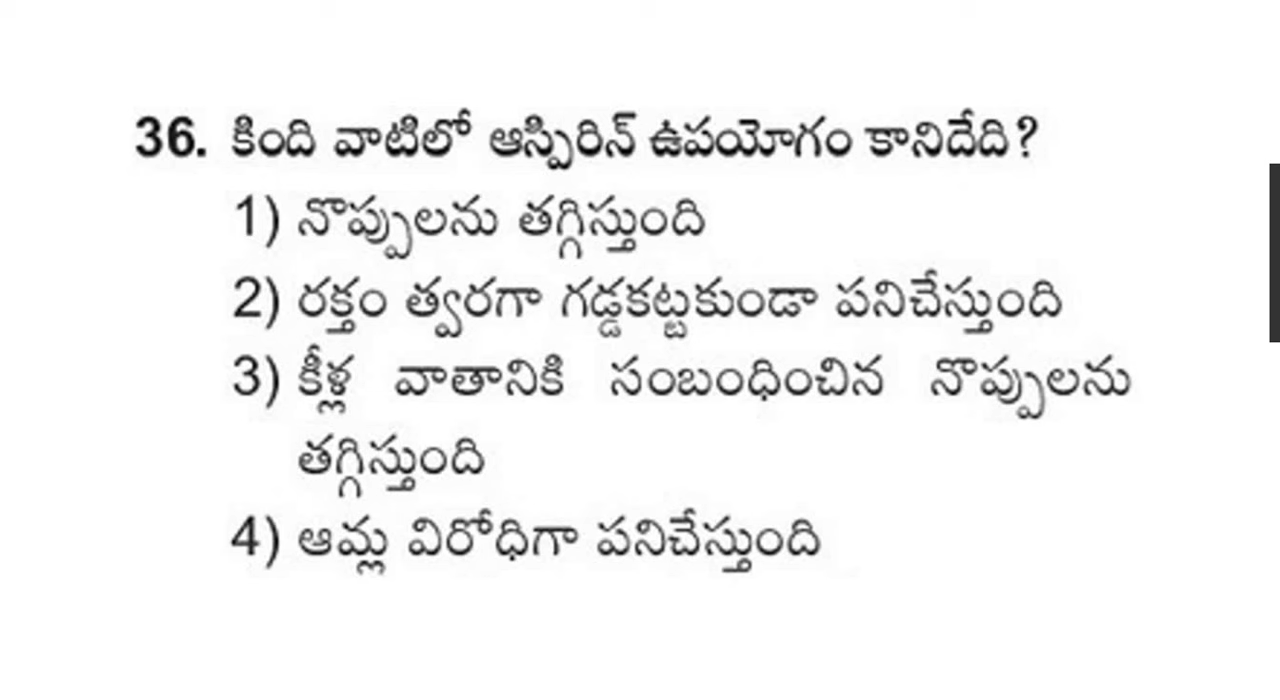 36. కింది వాటిలో ఆస్పిరిన్ ఉపయోగం కానిదేది?
1) నొప్పులను తగ్గిస్తుంది
2) రక్తం త్వరగా గడ్డకట్టకుండా పనిచేస్తుంది
3) కీళ్ల వాతానికి సంబంధించిన నొప్పులను
తగ్గిస్తుంది
4) ఆమ్ల విరోధిగా పనిచేస్తుంది